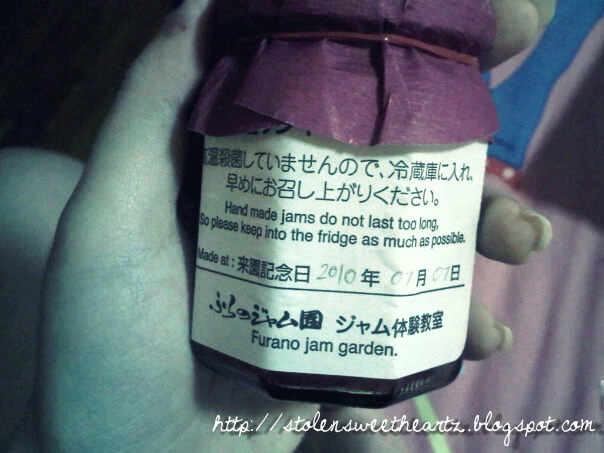 高温殺菌していませんので、冷蔵庫に入れ、
早めにお召し上がりください。
Hand made jams do not last too long,
So please keep into the fridge as much as possible.
Made at : 来園記念日 2010 年 07 月 07 日
ふらのジャム園 ジャム体験教室
Furano jam garden.
http://stolensweetheartz.blogspot.com